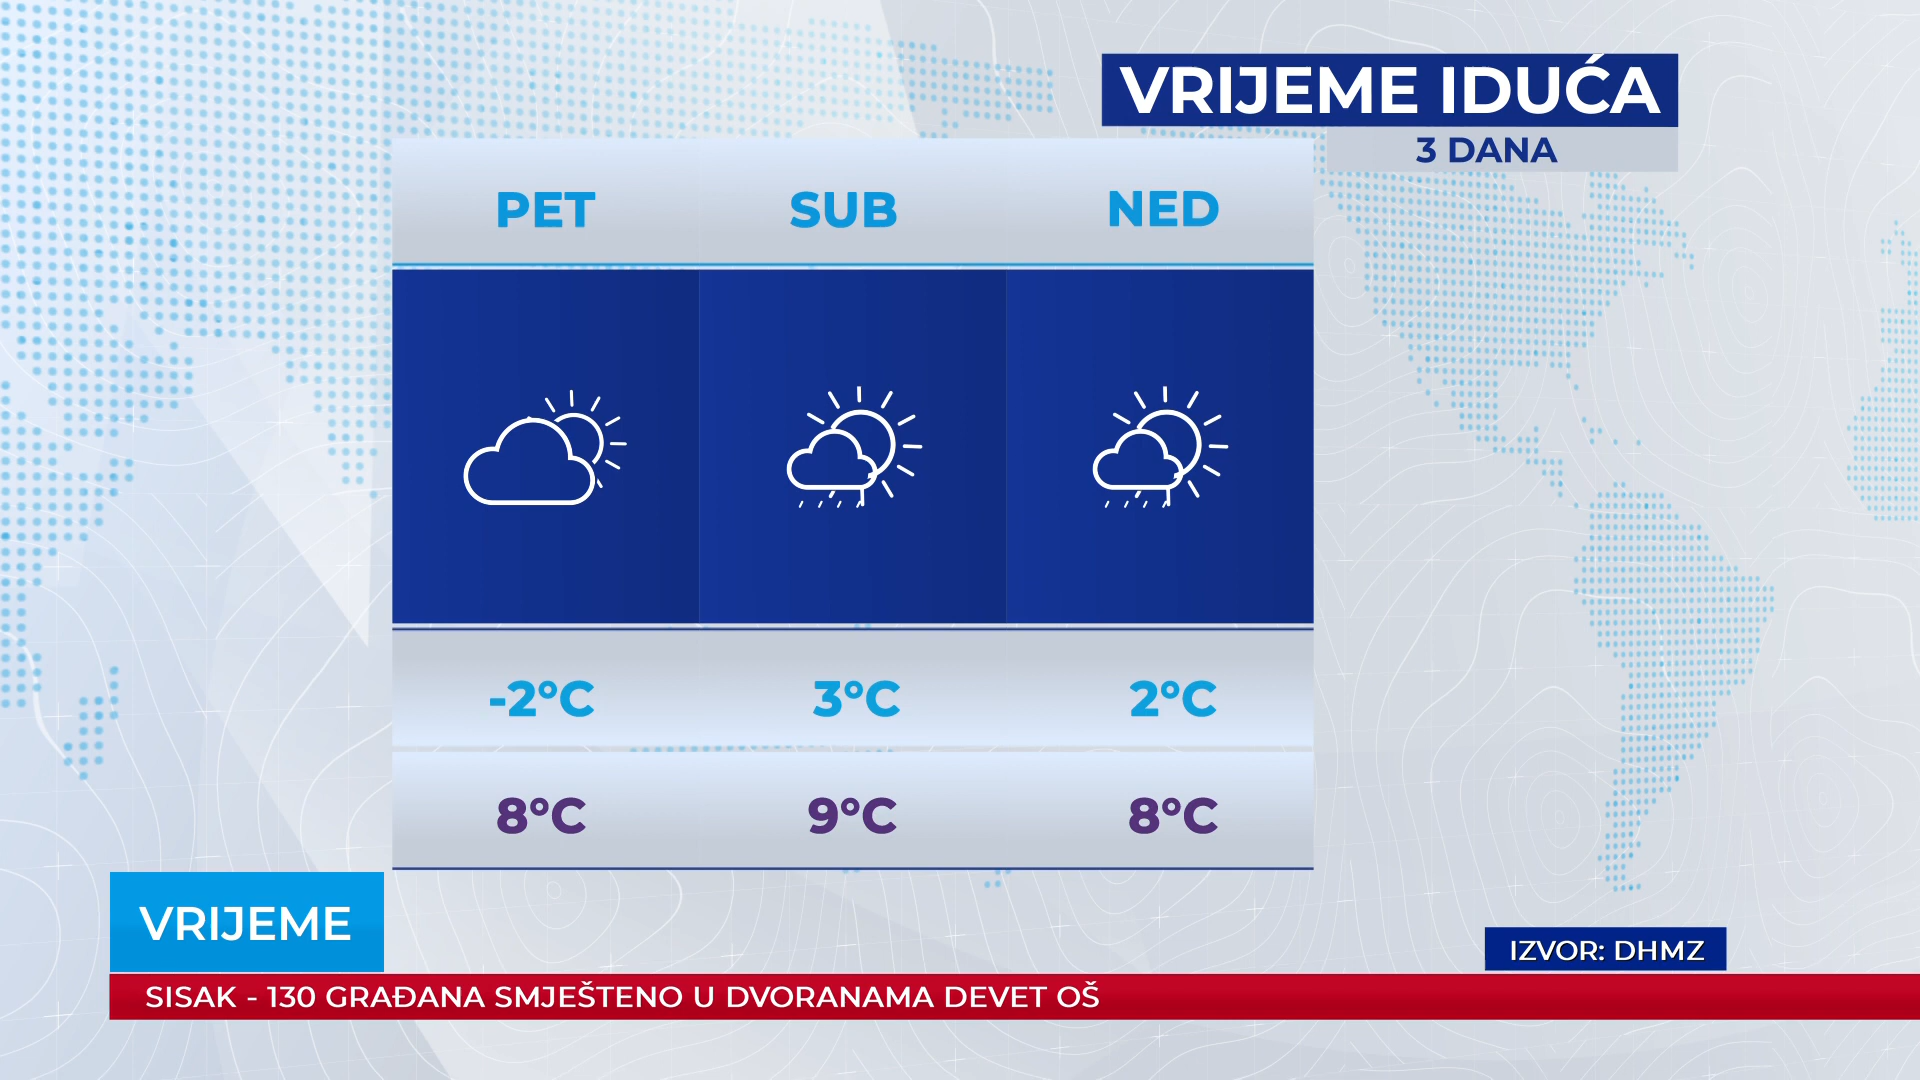 VRIJEME IDUĆA
3 DANA
PET SUB NED
-2°C 3°C 2°C
8°C 9°C 8°C
VRIJEME
IZVOR: DHMZ
SISAK - 130 GRAĐANA SMJEŠTENO U DVORANAMA DEVET OŠ